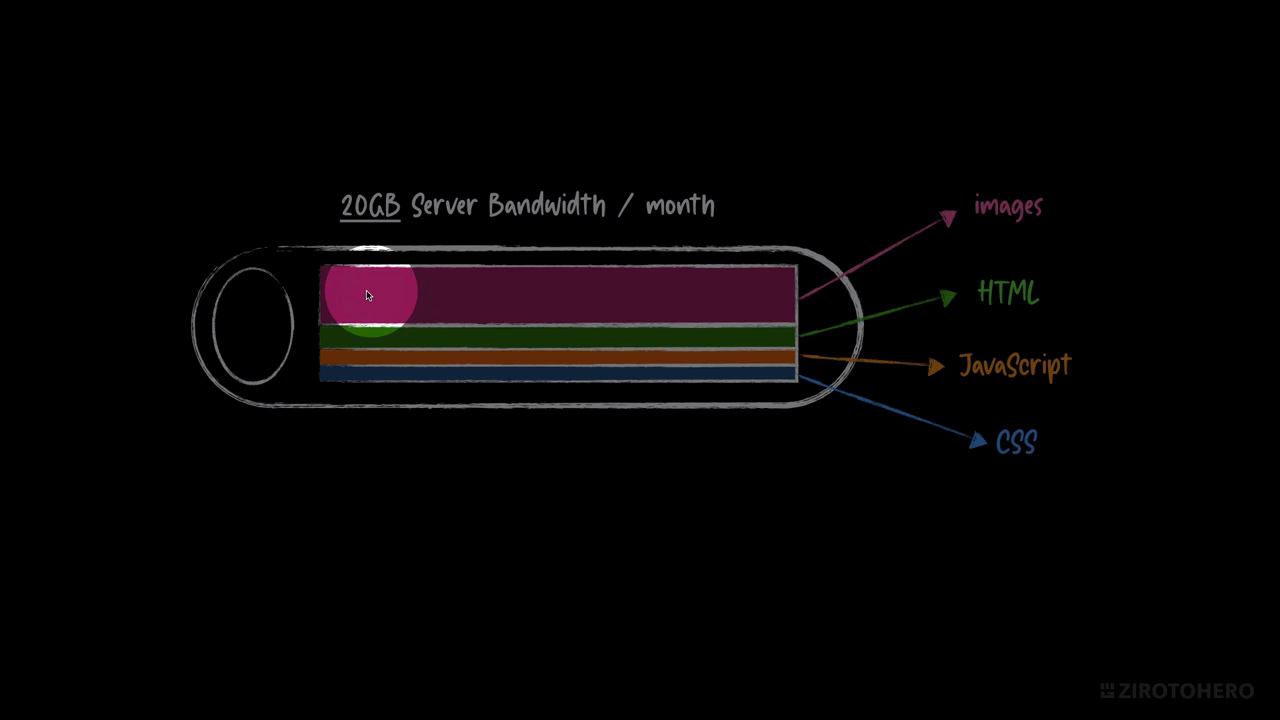 20GB Server Bandwidth / month
images
HTML
JavaScript
CSS
ZIROTOHERO